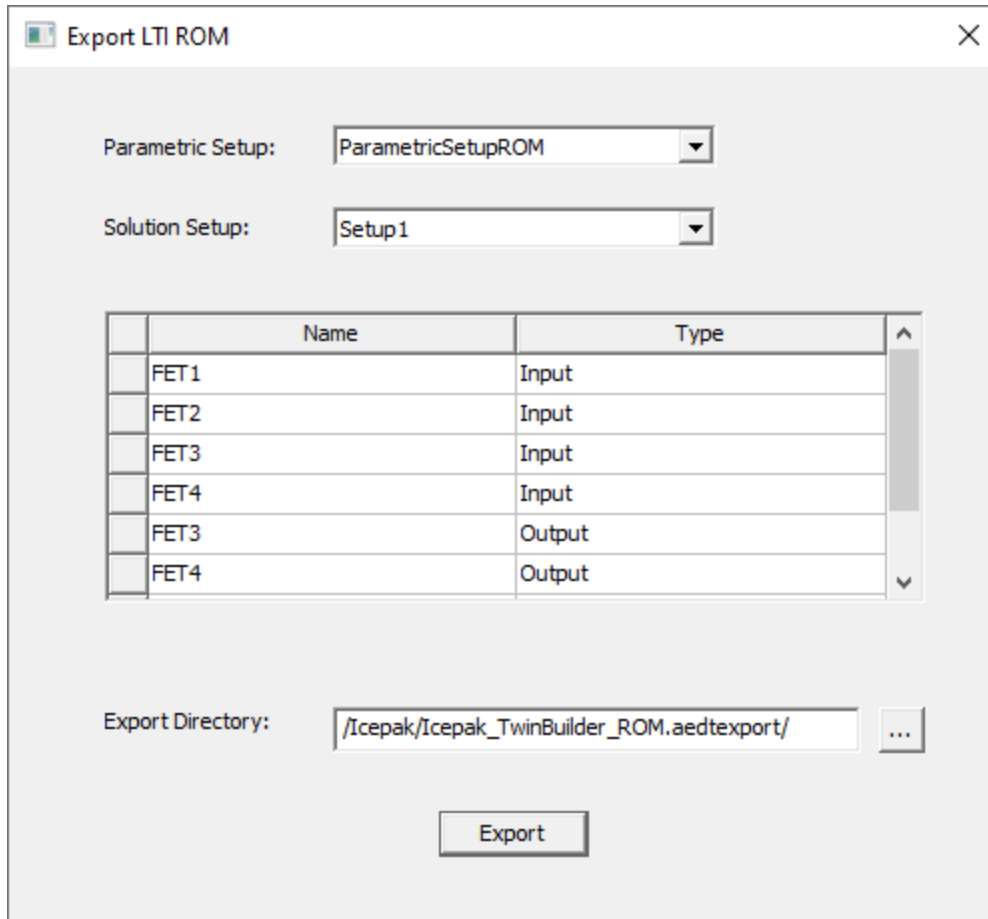 Export LTI ROM
Parametric Setup: ParametricSetupROM
Solution Setup: Setup1
Name Type
FET1 Input
FET2 Input
FET3 Input
FET4 Input
FET3 Output
FET4 Output
Export Directory: /Icepak/Icepak_TwinBuilder_ROM.aedtexport/ ...
Export